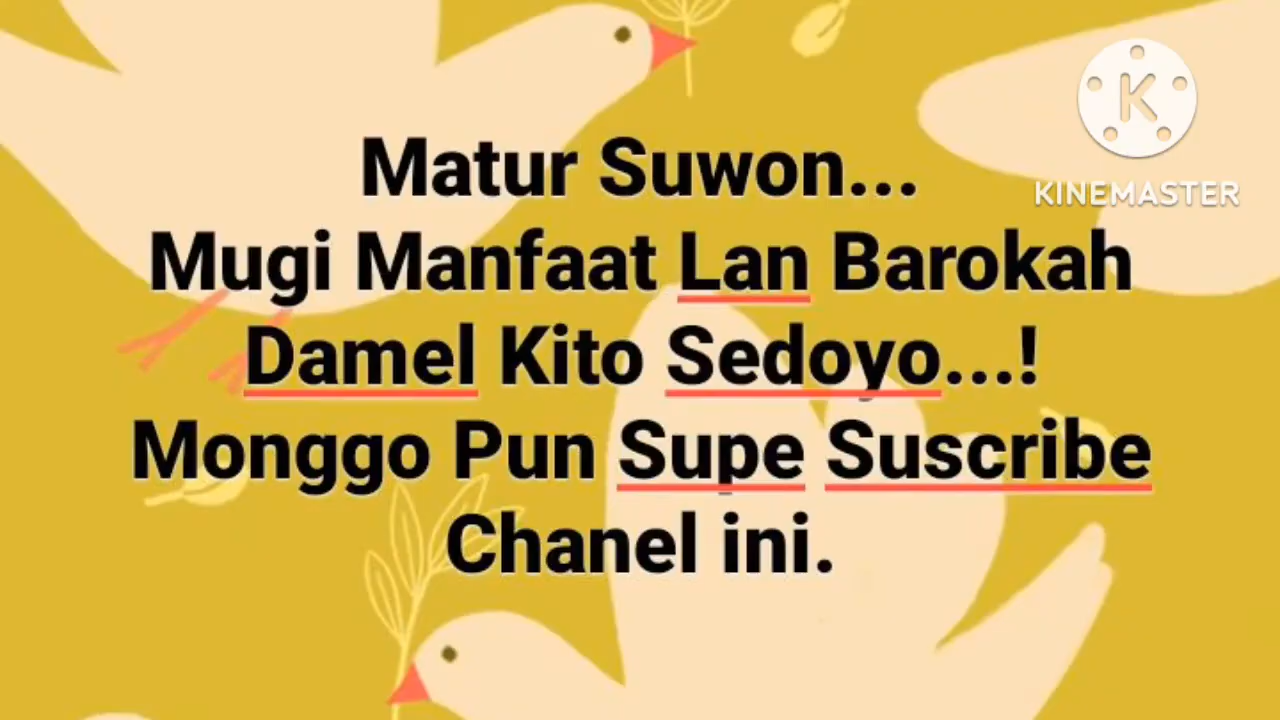 Matur Suwon...
Mugi Manfaat Lan Barokah
Damel Kito Sedoyo...!
Monggo Pun Supe Suscribe
Chanel ini.
K
KINEMASTER